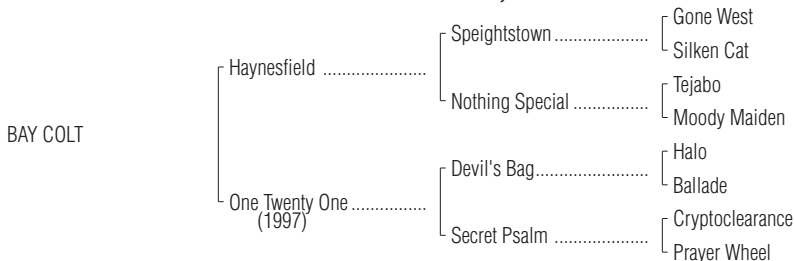 Gone West
Speightstown .....................
Silken Cat
Haynesfield .......................
Tejabo
Nothing Special .................
Moody Maiden
BAY COLT
Halo
Devil's Bag.........................
Ballade
One Twenty One .................
(1997)
Cryptoclearance
Secret Psalm .....................
Prayer Wheel